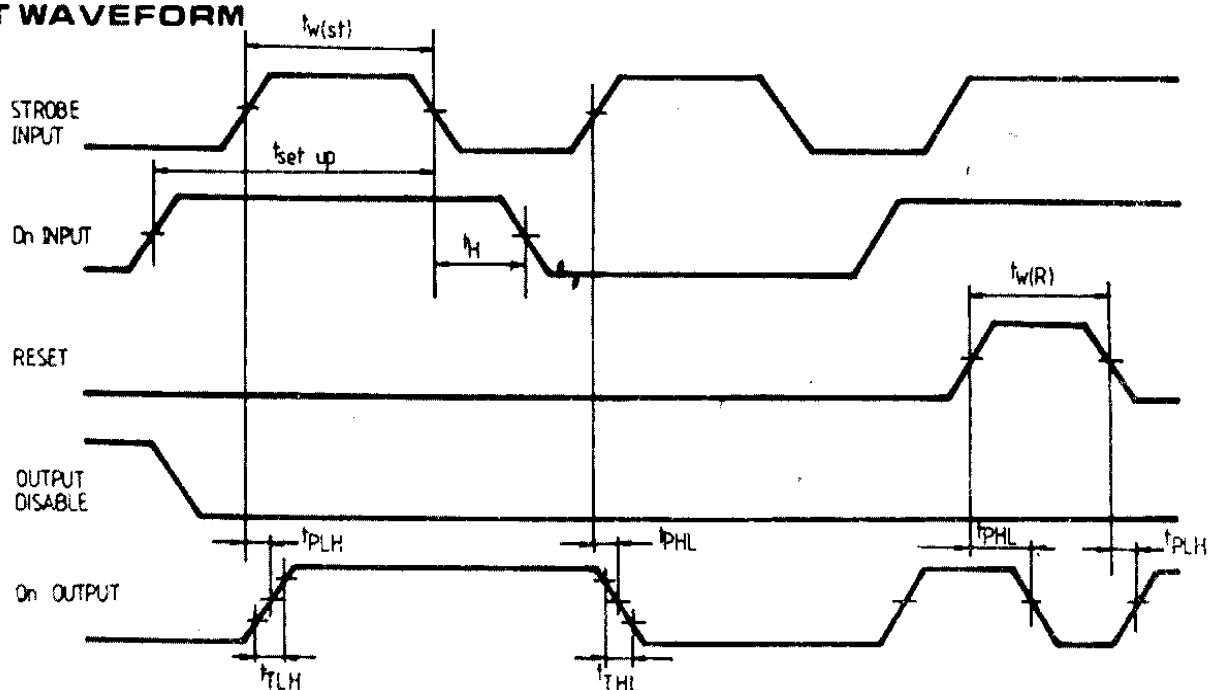 T WAVEFORM
tw(st)
STROBE
INPUT
tset up
Dn INPUT
tH
tw(R)
RESET
OUTPUT
DISABLE
tPLH
tPHL
tPHL
tPLH
On OUTPUT
tTLH
tTHL